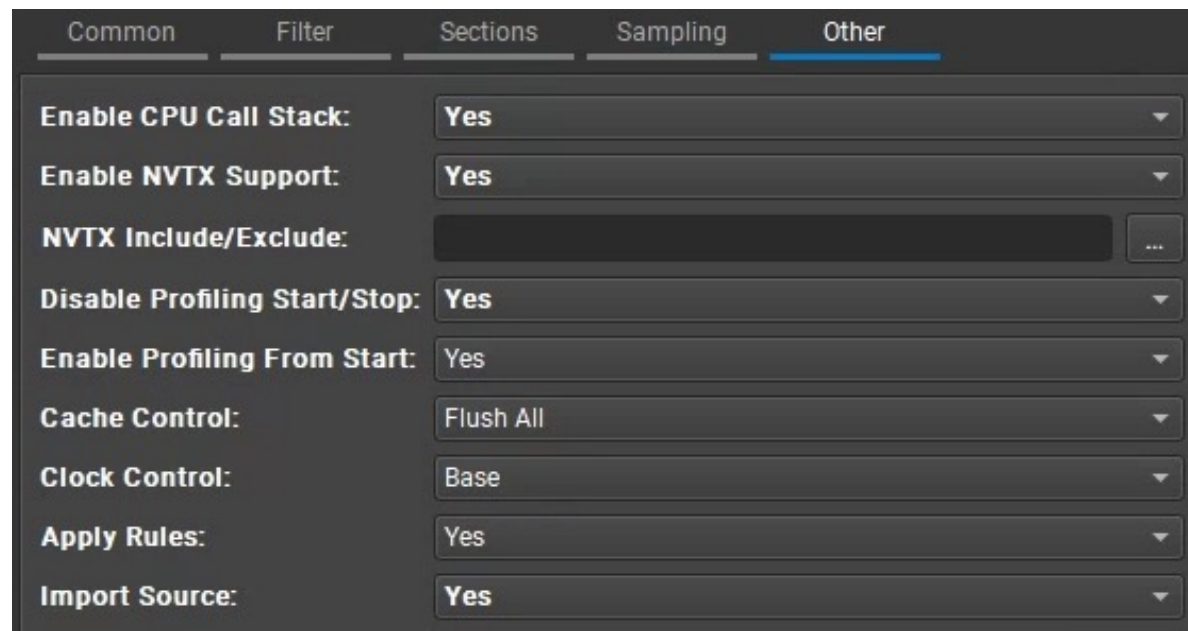 Common Filter Sections Sampling Other
Enable CPU Call Stack: Yes
Enable NVTX Support: Yes
NVTX Include/Exclude: ...
Disable Profiling Start/Stop: Yes
Enable Profiling From Start: Yes
Cache Control: Flush All
Clock Control: Base
Apply Rules: Yes
Import Source: Yes